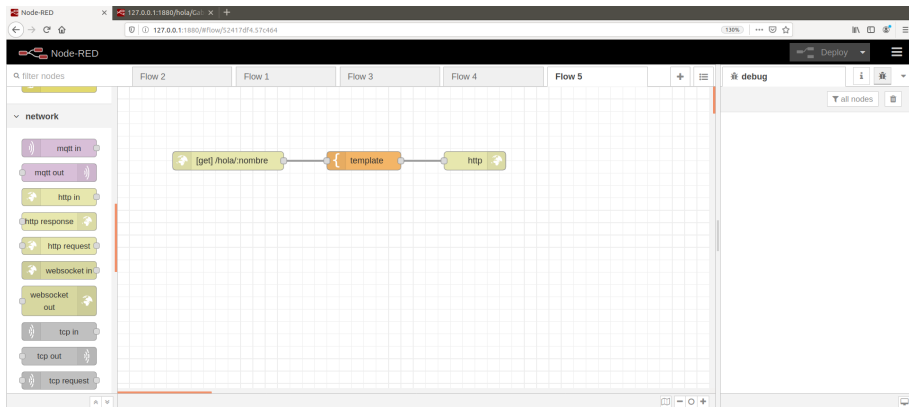 Node-RED
127.0.0.1:1880/hola/Cal
127.0.0.1:1880/#flow/52417df4.57c464
130%
Node-RED
Deploy
filter nodes
Flow 2
Flow 1
Flow 3
Flow 4
Flow 5
debug
i
all nodes
network
mqtt in
mqtt out
http in
http response
http request
websocket in
websocket
out
tcp in
tcp out
tcp request
[get] /hola/:nombre
template
http